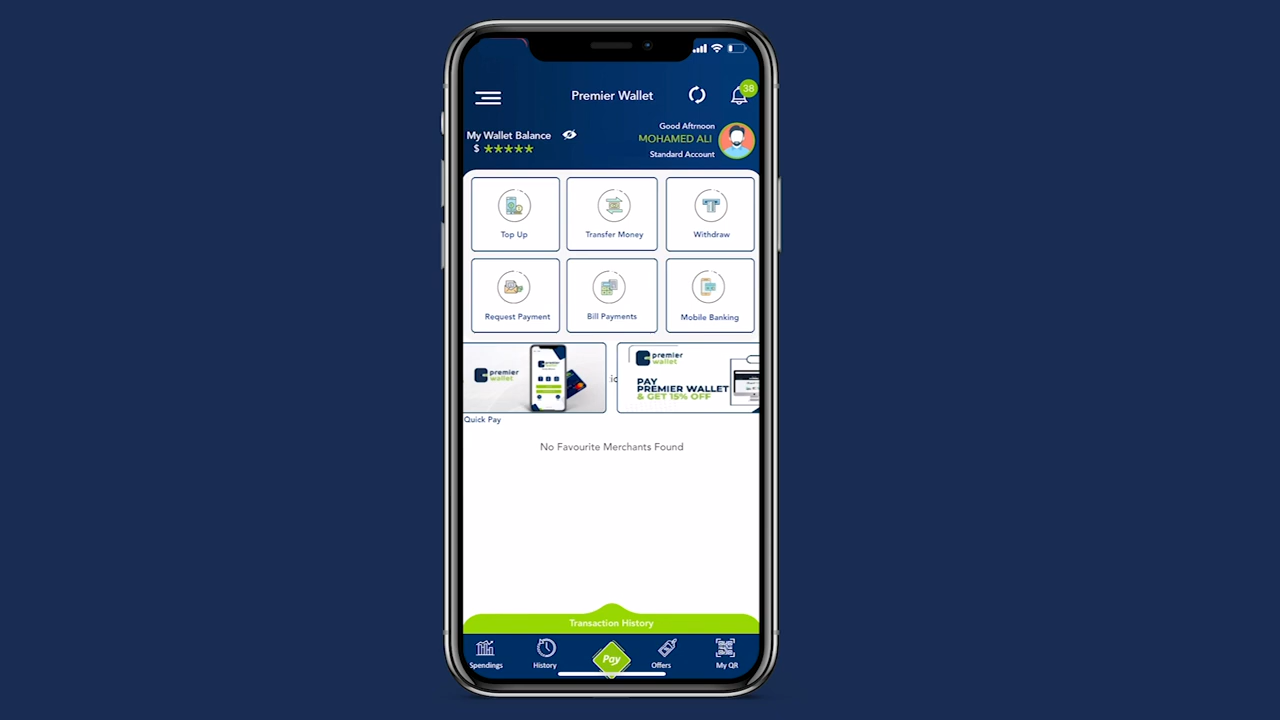 Premier Wallet
38
My Wallet Balance
$ *****
Good Aftrnoon
MOHAMED ALI
Standard Account
Top Up
Transfer Money
Withdraw
Request Payment
Bill Payments
Mobile Banking
premier
wallet
premier
wallet
PAY
PREMIER WALLET
& GET 15% OFF
Quick Pay
No Favourite Merchants Found
Transaction History
Spendings
History
Pay
Offers
My QR